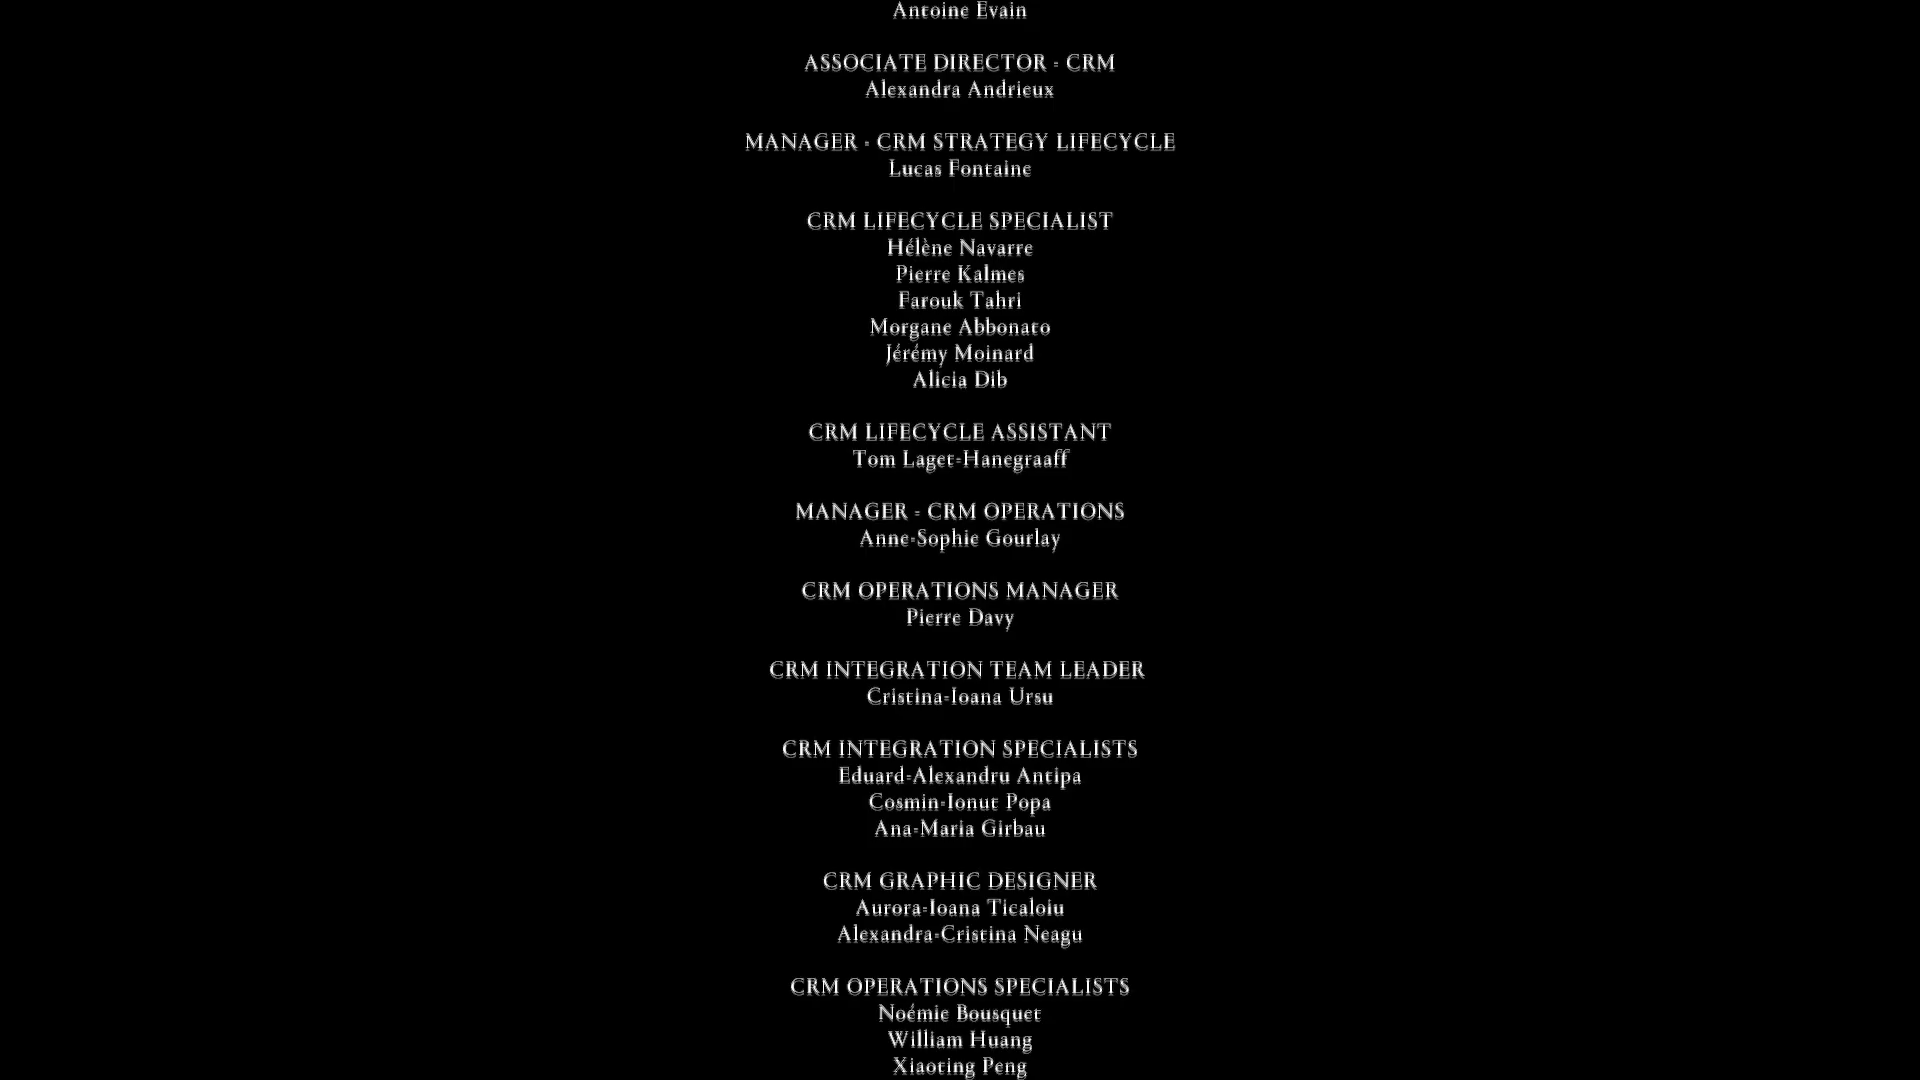 Antoine Evain
ASSOCIATE DIRECTOR - CRM
Alexandra Andrieux
MANAGER - CRM STRATEGY LIFECYCLE
Lucas Fontaine
CRM LIFECYCLE SPECIALIST
Hélène Navarre
Pierre Kalmes
Farouk Tahri
Morgane Abbonato
Jérémy Moinard
Alicia Dib
CRM LIFECYCLE ASSISTANT
Tom Laget-Hanegraaff
MANAGER - CRM OPERATIONS
Anne-Sophie Gourlay
CRM OPERATIONS MANAGER
Pierre Davy
CRM INTEGRATION TEAM LEADER
Cristina-Ioana Ursu
CRM INTEGRATION SPECIALISTS
Eduard-Alexandru Antipa
Cosmin-Ionut Popa
Ana-Maria Girbau
CRM GRAPHIC DESIGNER
Aurora-Ioana Ticaloiu
Alexandra-Cristina Neagu
CRM OPERATIONS SPECIALISTS
Noémie Bousquet
William Huang
Xiaoting Peng